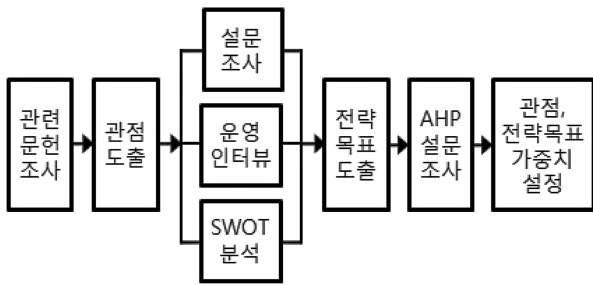 관련
문헌
조사
관점
도출
설문
조사
운영
인터뷰
SWOT
분석
전략
목표
도출
AHP
설문
조사
관점,
전략목표
가중치
설정